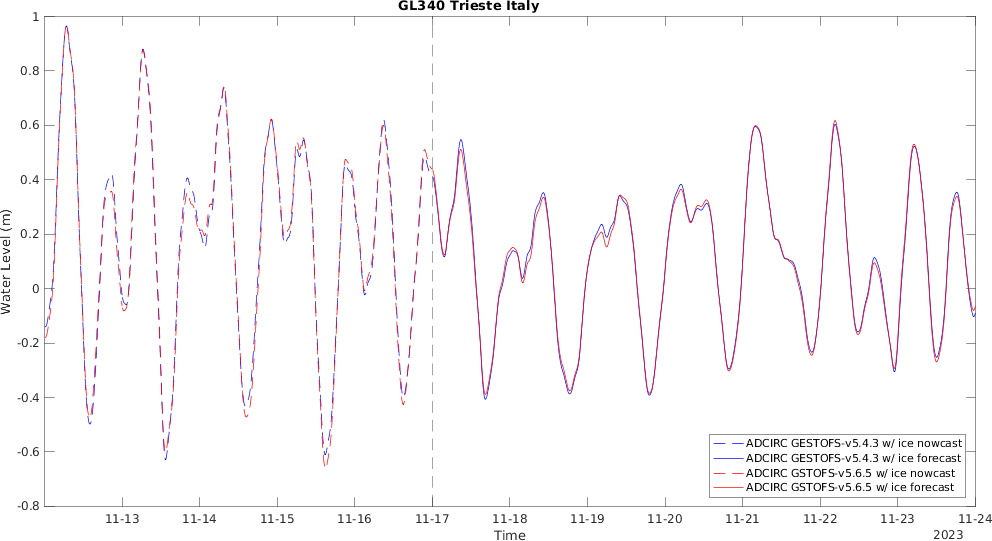 GL340 Trieste Italy
1
0.8
0.6
0.4
0.2
0
-0.2
-0.4
-0.6
-0.8
Water Level (m)
ADCIRC GESTOFS-v5.4.3 w/ ice nowcast
ADCIRC GESTOFS-v5.4.3 w/ ice forecast
ADCIRC GSTOFS-v5.6.5 w/ ice nowcast
ADCIRC GSTOFS-v5.6.5 w/ ice forecast
11-13 11-14 11-15 11-16 11-17 11-18 11-19 11-20 11-21 11-22 11-23 11-24
Time
2023